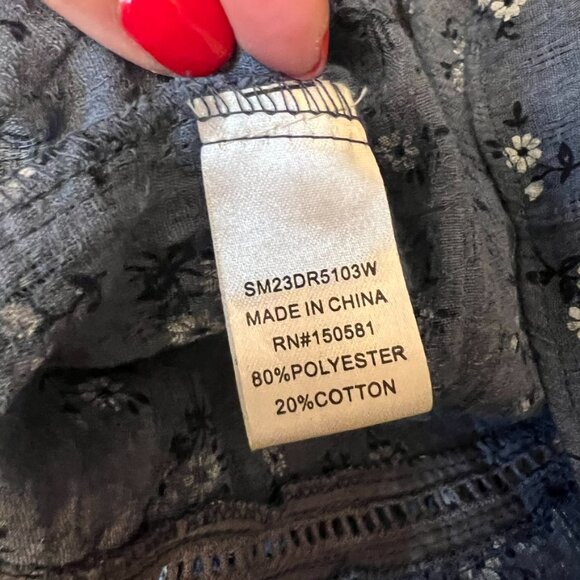 SM23DR5103W
MADE IN CHINA
RN#150581
80%POLYESTER
20%COTTON